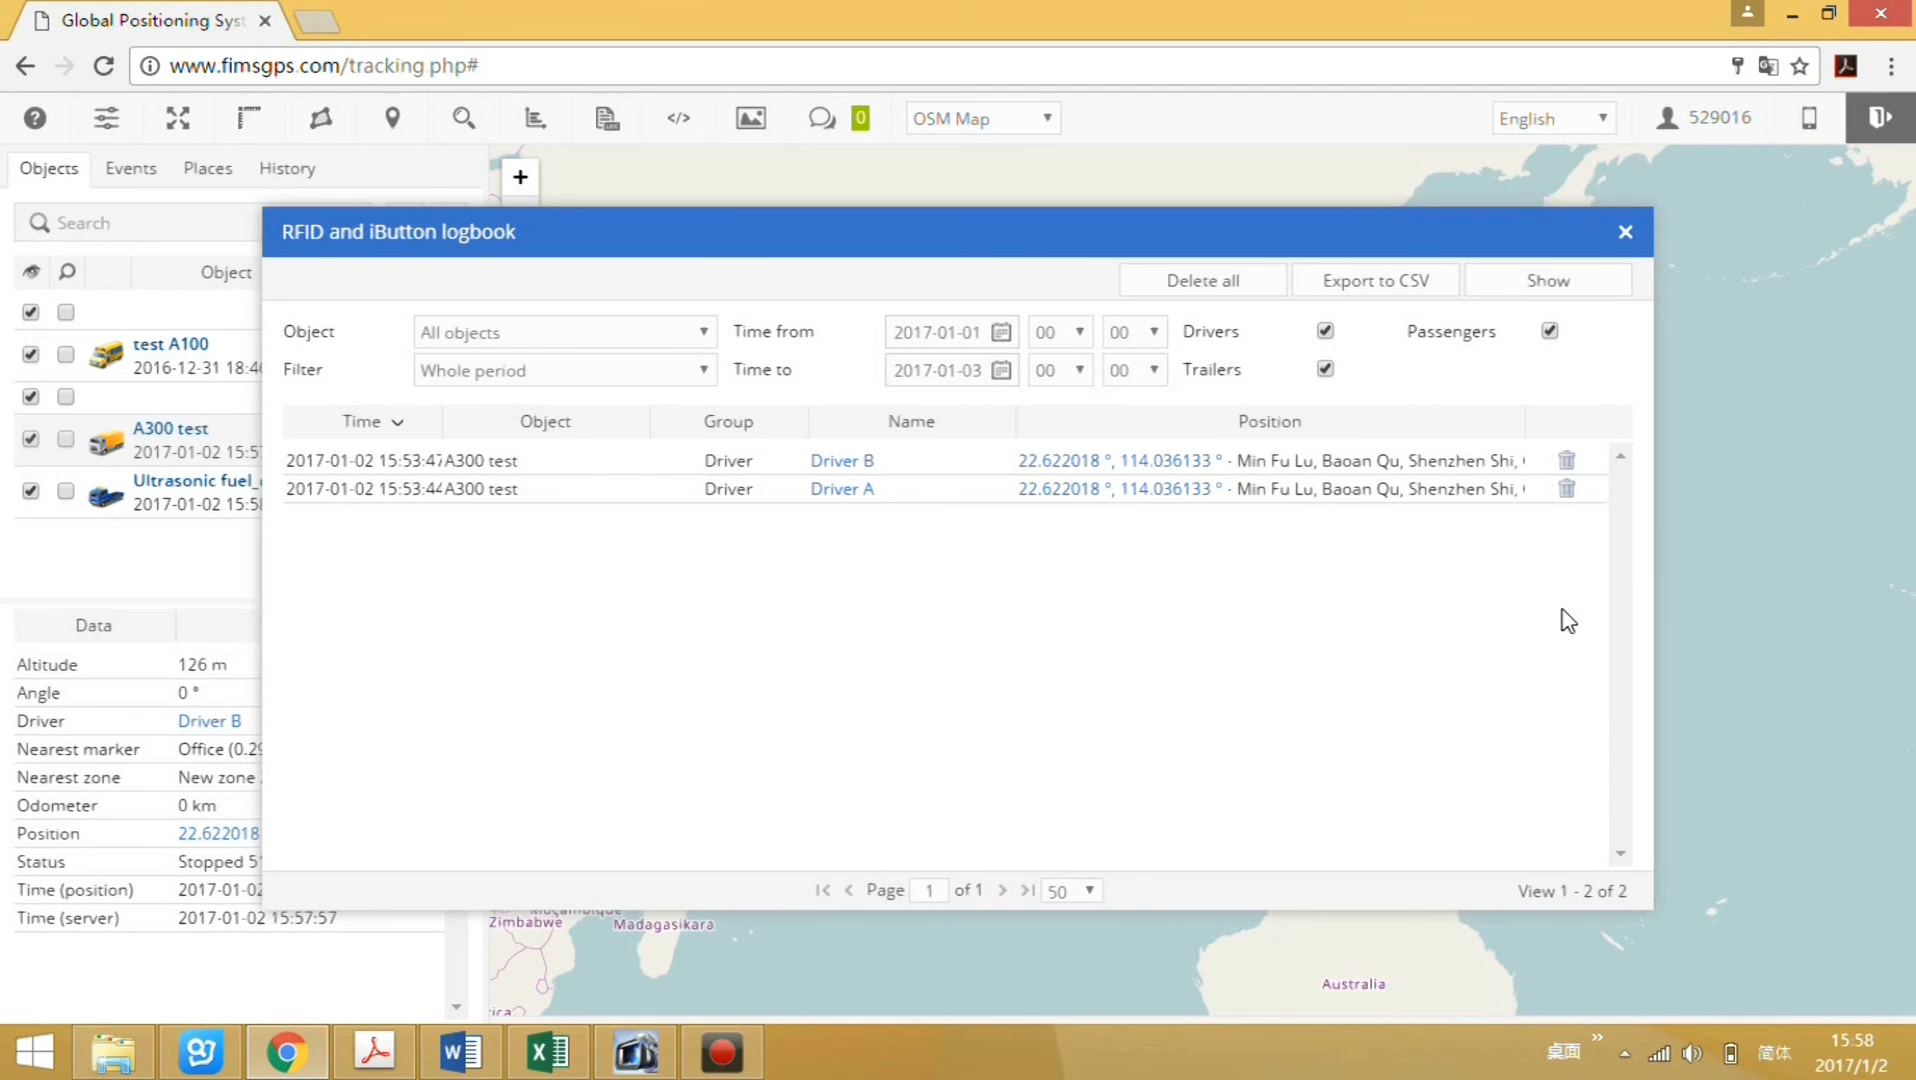 Global Positioning Syst
www.fimsgps.com/tracking.php#
0
OSM Map
English
529016
Objects Events Places History
Search
Object
test A100
2016-12-31 18:46
A300 test
2017-01-02 15:57
Ultrasonic fuel_
2017-01-02 15:58
RFID and iButton logbook
Delete all Export to CSV Show
Object All objects Time from 2017-01-01 00 00 Drivers Passengers
Filter Whole period Time to 2017-01-03 00 00 Trailers
Time Object Group Name Position
2017-01-02 15:53:47 A300 test Driver Driver B 22.622018 °, 114.036133 ° - Min Fu Lu, Baoan Qu, Shenzhen Shi,
2017-01-02 15:53:44 A300 test Driver Driver A 22.622018 °, 114.036133 ° - Min Fu Lu, Baoan Qu, Shenzhen Shi,
Page 1 of 1 50 View 1 - 2 of 2
Data
Altitude 126 m
Angle 0 °
Driver Driver B
Nearest marker Office (0.29
Nearest zone New zone
Odometer 0 km
Position 22.622018
Status Stopped 5
Time (position) 2017-01-02
Time (server) 2017-01-02 15:57:57
Zimbabwe
Madagasikara
Australia
桌面
简体
15:58
2017/1/2